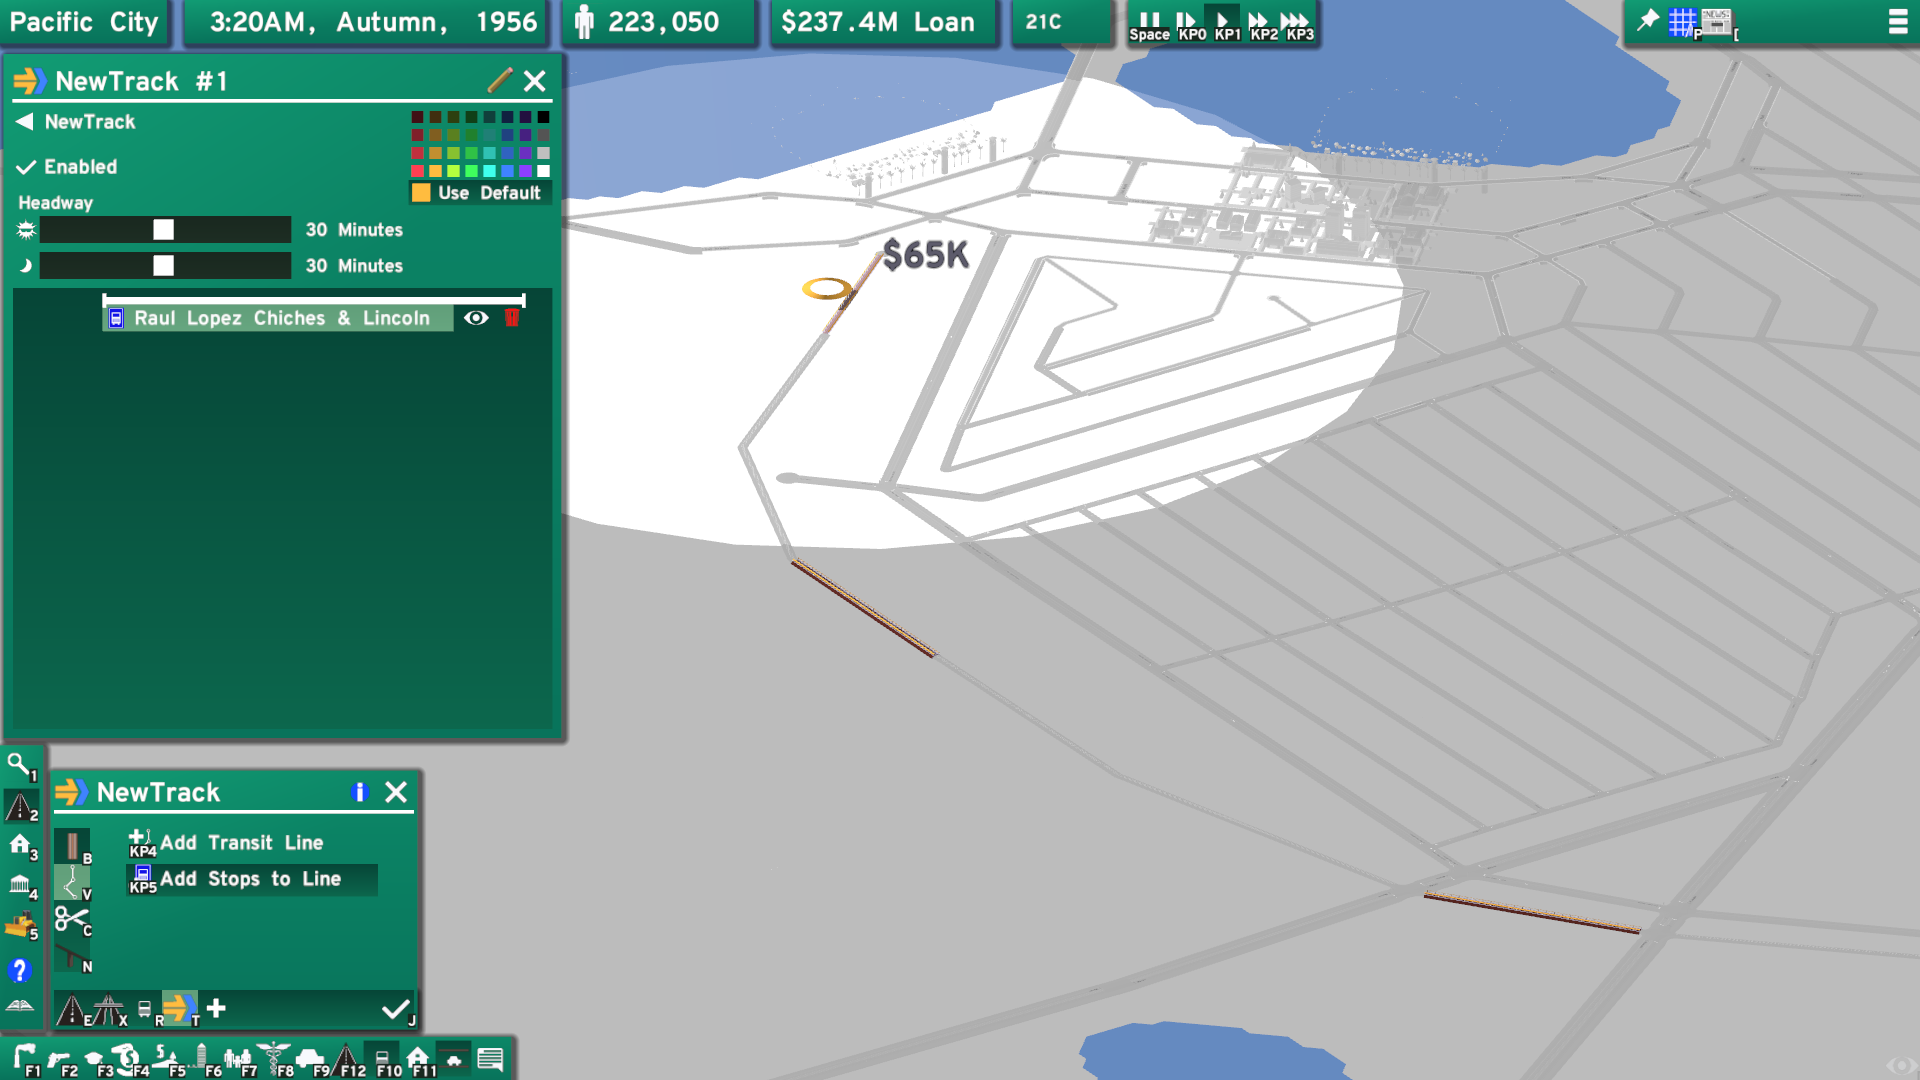 Pacific City
3:20AM, Autumn, 1956
223,050
$237.4M Loan
21C
Space KP0 KP1 KP2 KP3
P [
NEWS
NewTrack #1
NewTrack
Enabled
Use Default
Headway
30 Minutes
30 Minutes
Raul Lopez Chiches & Lincoln
$65K
1
2
3
4
5
?
NewTrack
i
B
V
C
N
KP4 Add Transit Line
KP5 Add Stops to Line
E X R T J
F1 F2 F3 F4 F5 F6 F7 F8 F9 F12 F10 F11